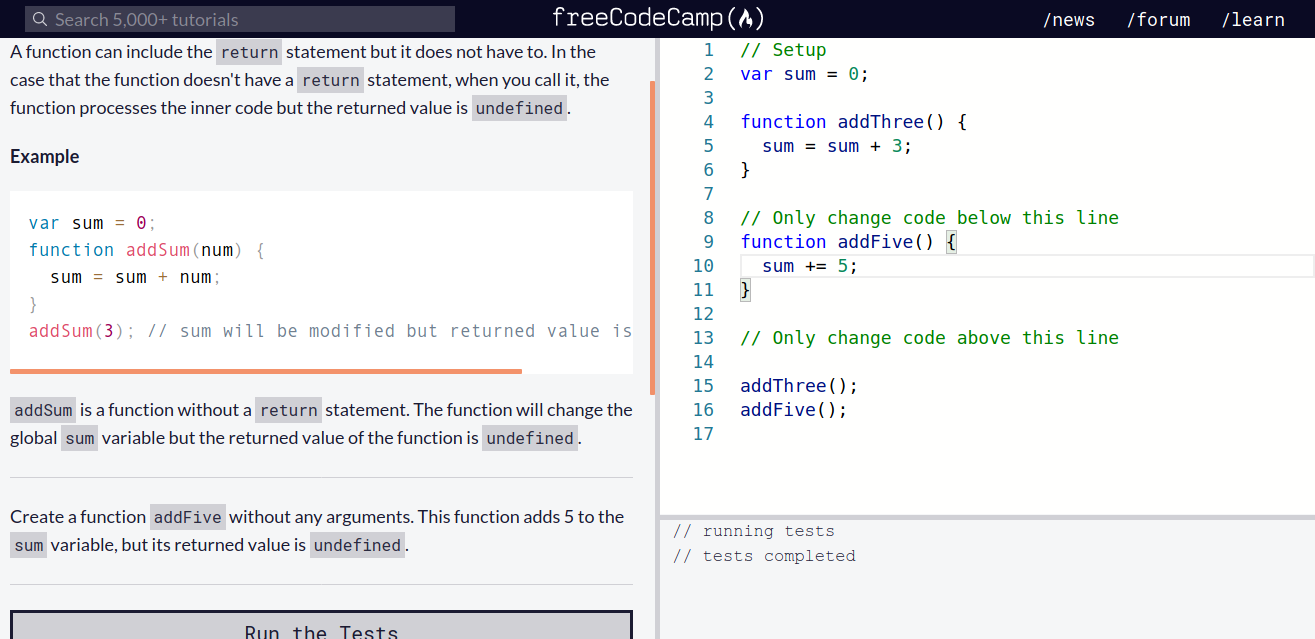 Search 5,000+ tutorials
freeCodeCamp(🔥)
/news /forum /learn
A function can include the return statement but it does not have to. In the
case that the function doesn't have a return statement, when you call it, the
function processes the inner code but the returned value is undefined.
Example
var sum = 0;
function addSum(num) {
  sum = sum + num;
}
addSum(3); // sum will be modified but returned value is
addSum is a function without a return statement. The function will change the
global sum variable but the returned value of the function is undefined.
Create a function addFive without any arguments. This function adds 5 to the
sum variable, but its returned value is undefined.
Run the Tests
1 // Setup
2 var sum = 0;
3
4 function addThree() {
5   sum = sum + 3;
6 }
7
8 // Only change code below this line
9 function addFive() {
10   sum += 5;
11 }
12
13 // Only change code above this line
14
15 addThree();
16 addFive();
17
// running tests
// tests completed